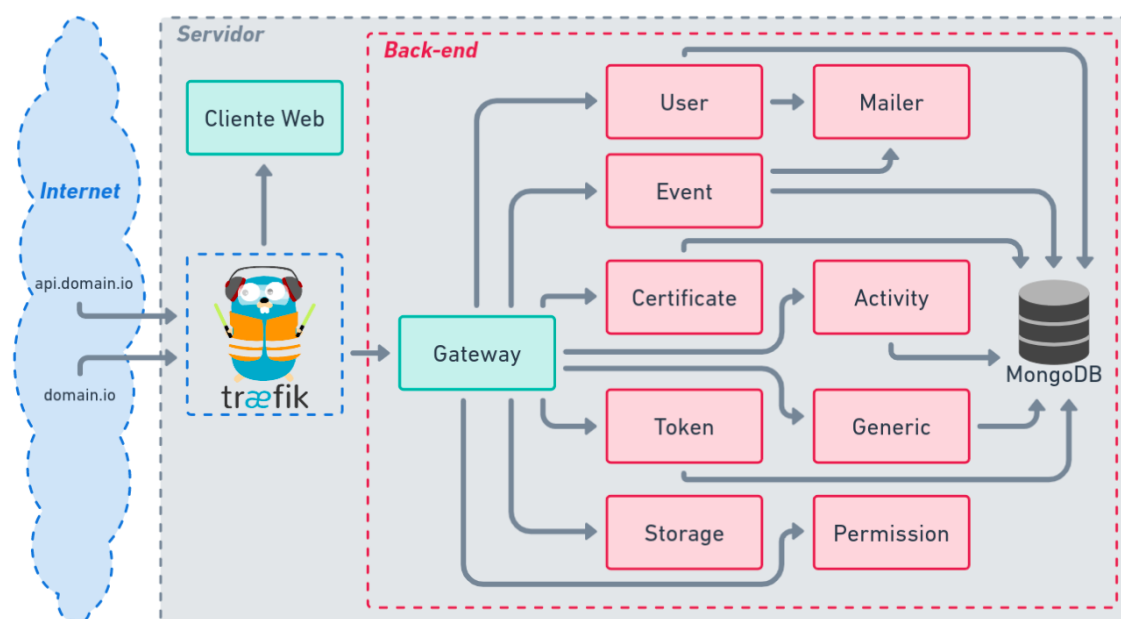 Servidor
Back-end
Internet
Cliente Web
api.domain.io
domain.io
træfik
Gateway
User
Mailer
Event
Certificate
Activity
MongoDB
Token
Generic
Storage
Permission